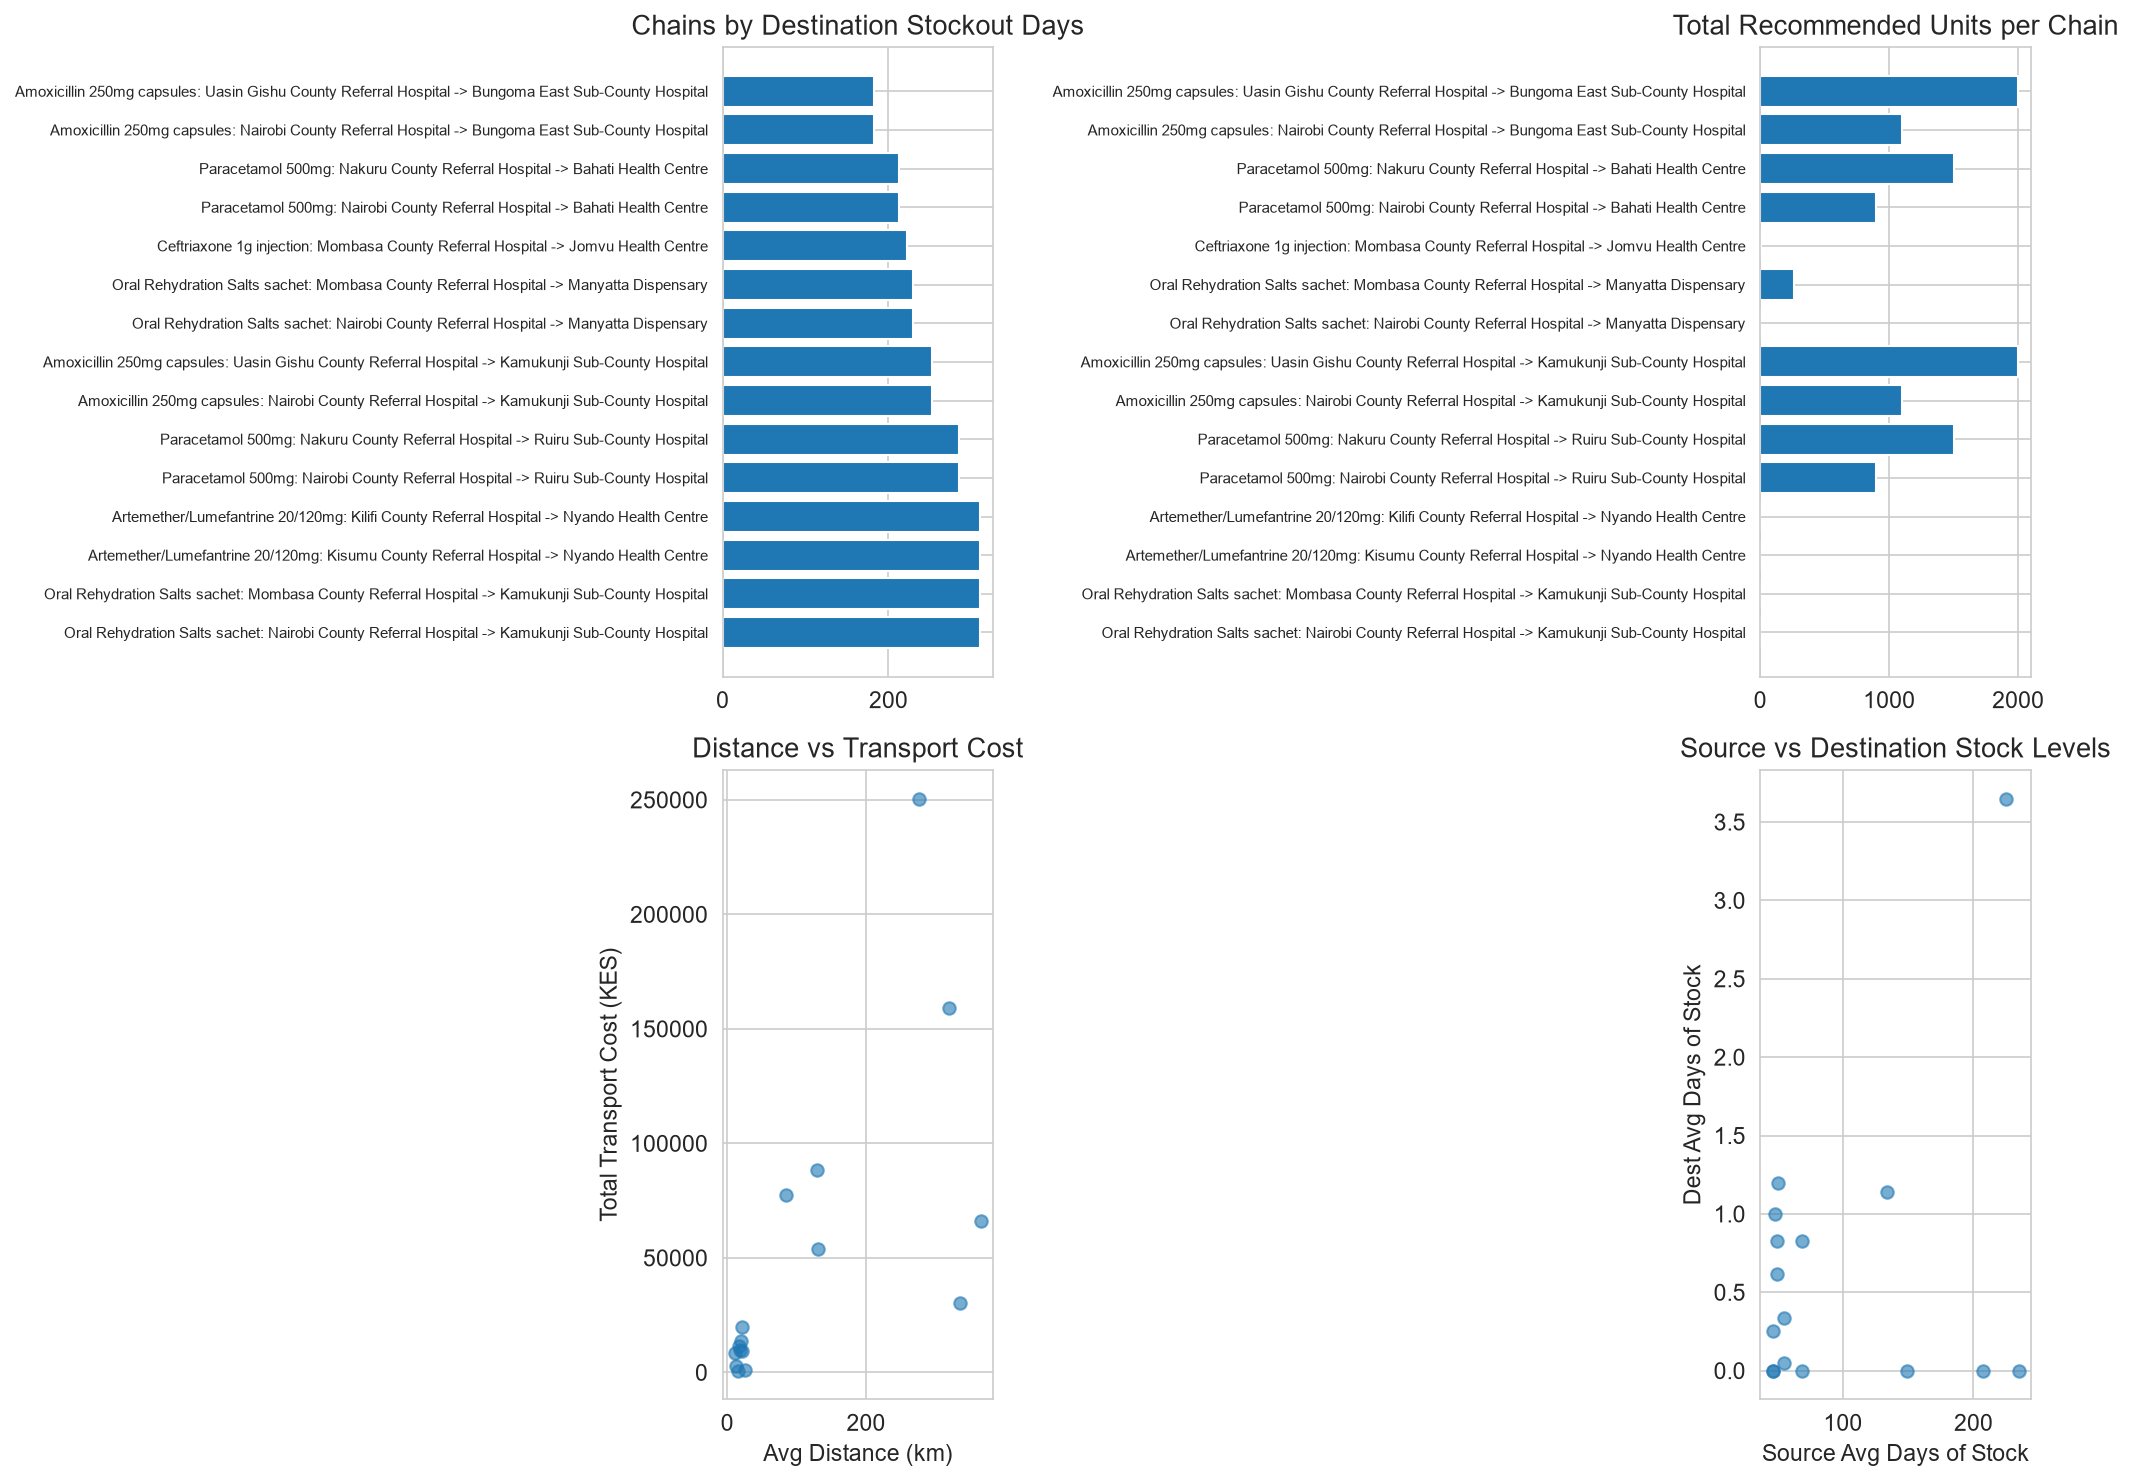 Chains by Destination Stockout Days
Amoxicillin 250mg capsules: Uasin Gishu County Referral Hospital -> Bungoma East Sub-County Hospital
Amoxicillin 250mg capsules: Nairobi County Referral Hospital -> Bungoma East Sub-County Hospital
Paracetamol 500mg: Nakuru County Referral Hospital -> Bahati Health Centre
Paracetamol 500mg: Nairobi County Referral Hospital -> Bahati Health Centre
Ceftriaxone 1g injection: Mombasa County Referral Hospital -> Jomvu Health Centre
Oral Rehydration Salts sachet: Mombasa County Referral Hospital -> Manyatta Dispensary
Oral Rehydration Salts sachet: Nairobi County Referral Hospital -> Manyatta Dispensary
Amoxicillin 250mg capsules: Uasin Gishu County Referral Hospital -> Kamukunji Sub-County Hospital
Amoxicillin 250mg capsules: Nairobi County Referral Hospital -> Kamukunji Sub-County Hospital
Paracetamol 500mg: Nakuru County Referral Hospital -> Ruiru Sub-County Hospital
Paracetamol 500mg: Nairobi County Referral Hospital -> Ruiru Sub-County Hospital
Artemether/Lumefantrine 20/120mg: Kilifi County Referral Hospital -> Nyando Health Centre
Artemether/Lumefantrine 20/120mg: Kisumu County Referral Hospital -> Nyando Health Centre
Oral Rehydration Salts sachet: Mombasa County Referral Hospital -> Kamukunji Sub-County Hospital
Oral Rehydration Salts sachet: Nairobi County Referral Hospital -> Kamukunji Sub-County Hospital
0 200
Total Recommended Units per Chain
Amoxicillin 250mg capsules: Uasin Gishu County Referral Hospital -> Bungoma East Sub-County Hospital
Amoxicillin 250mg capsules: Nairobi County Referral Hospital -> Bungoma East Sub-County Hospital
Paracetamol 500mg: Nakuru County Referral Hospital -> Bahati Health Centre
Paracetamol 500mg: Nairobi County Referral Hospital -> Bahati Health Centre
Ceftriaxone 1g injection: Mombasa County Referral Hospital -> Jomvu Health Centre
Oral Rehydration Salts sachet: Mombasa County Referral Hospital -> Manyatta Dispensary
Oral Rehydration Salts sachet: Nairobi County Referral Hospital -> Manyatta Dispensary
Amoxicillin 250mg capsules: Uasin Gishu County Referral Hospital -> Kamukunji Sub-County Hospital
Amoxicillin 250mg capsules: Nairobi County Referral Hospital -> Kamukunji Sub-County Hospital
Paracetamol 500mg: Nakuru County Referral Hospital -> Ruiru Sub-County Hospital
Paracetamol 500mg: Nairobi County Referral Hospital -> Ruiru Sub-County Hospital
Artemether/Lumefantrine 20/120mg: Kilifi County Referral Hospital -> Nyando Health Centre
Artemether/Lumefantrine 20/120mg: Kisumu County Referral Hospital -> Nyando Health Centre
Oral Rehydration Salts sachet: Mombasa County Referral Hospital -> Kamukunji Sub-County Hospital
Oral Rehydration Salts sachet: Nairobi County Referral Hospital -> Kamukunji Sub-County Hospital
0 1000 2000
Distance vs Transport Cost
Total Transport Cost (KES)
250000
200000
150000
100000
50000
0
0 200
Avg Distance (km)
Source vs Destination Stock Levels
Dest Avg Days of Stock
3.5
3.0
2.5
2.0
1.5
1.0
0.5
0.0
100 200
Source Avg Days of Stock